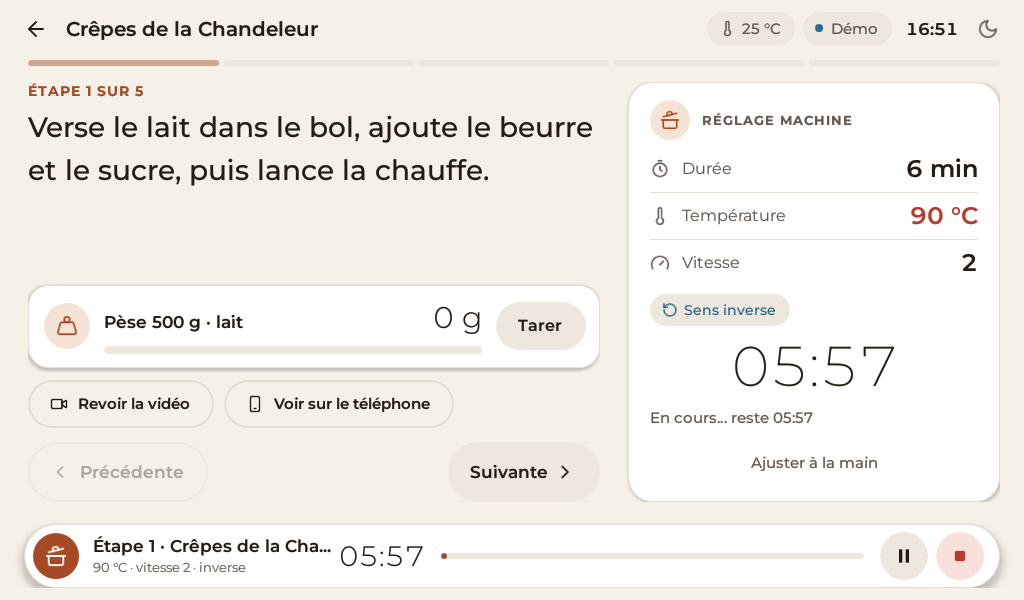 Crêpes de la Chandeleur
25 °C
Démo
16:51
ÉTAPE 1 SUR 5
Verse le lait dans le bol, ajoute le beurre
et le sucre, puis lance la chauffe.
Pèse 500 g · lait
0 g
Tarer
Revoir la vidéo
Voir sur le téléphone
Précédente
Suivante
RÉGLAGE MACHINE
Durée
6 min
Température
90 °C
Vitesse
2
Sens inverse
05:57
En cours... reste 05:57
Ajuster à la main
Étape 1 · Crêpes de la Cha...
90 °C · vitesse 2 · inverse
05:57